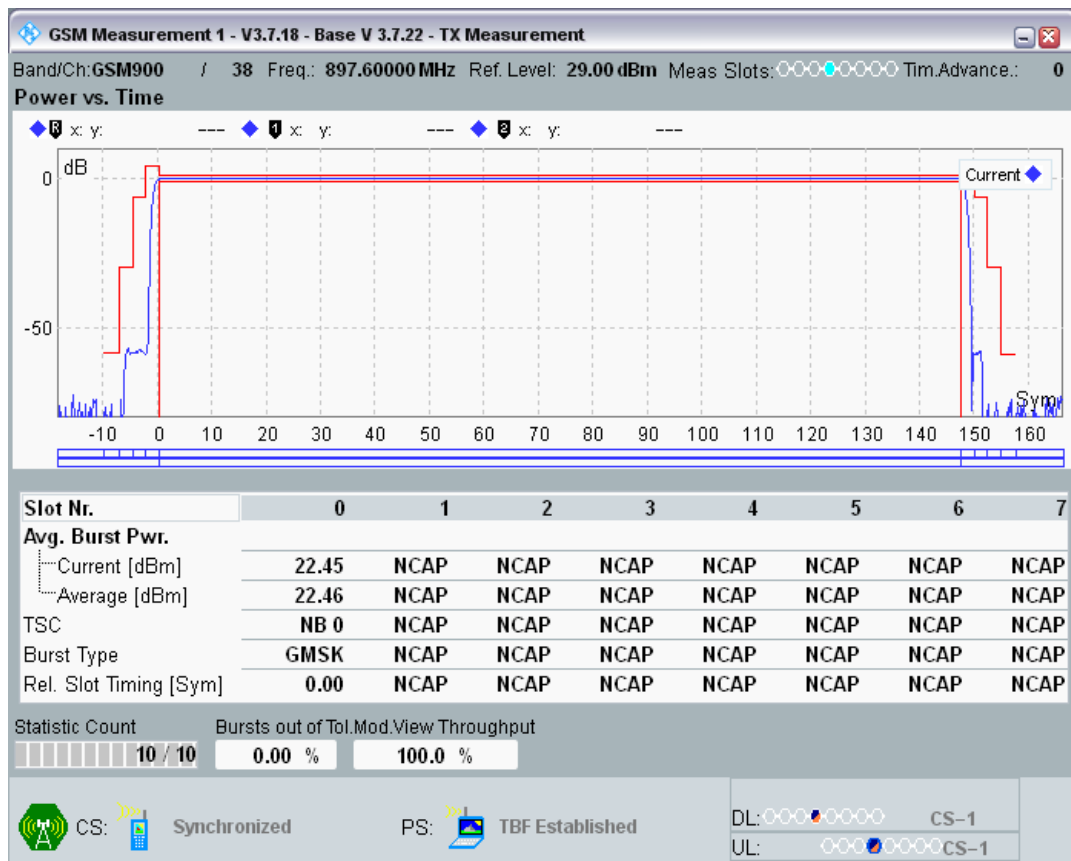 GSM Measurement 1 - V3.7.18 - Base V 3.7.22 - TX Measurement
Band/Ch:GSM900 / 38 Freq.: 897.60000 MHz Ref. Level: 29.00 dBm Meas Slots: Tim.Advance.: 0
Power vs. Time
R x: y: --- 1 x: y: --- 2 x: y: ---
dB
Current
0
-50
Sym
-10 0 10 20 30 40 50 60 70 80 90 100 110 120 130 140 150 160
Slot Nr. 0 1 2 3 4 5 6 7
Avg. Burst Pwr.
Current [dBm] 22.45 NCAP NCAP NCAP NCAP NCAP NCAP NCAP
Average [dBm] 22.46 NCAP NCAP NCAP NCAP NCAP NCAP NCAP
TSC NB 0 NCAP NCAP NCAP NCAP NCAP NCAP NCAP
Burst Type GMSK NCAP NCAP NCAP NCAP NCAP NCAP NCAP
Rel. Slot Timing [Sym] 0.00 NCAP NCAP NCAP NCAP NCAP NCAP NCAP
Statistic Count Bursts out of Tol.Mod.View Throughput
10 / 10 0.00 % 100.0 %
CS: Synchronized PS: TBF Established
DL: CS-1
UL: CS-1